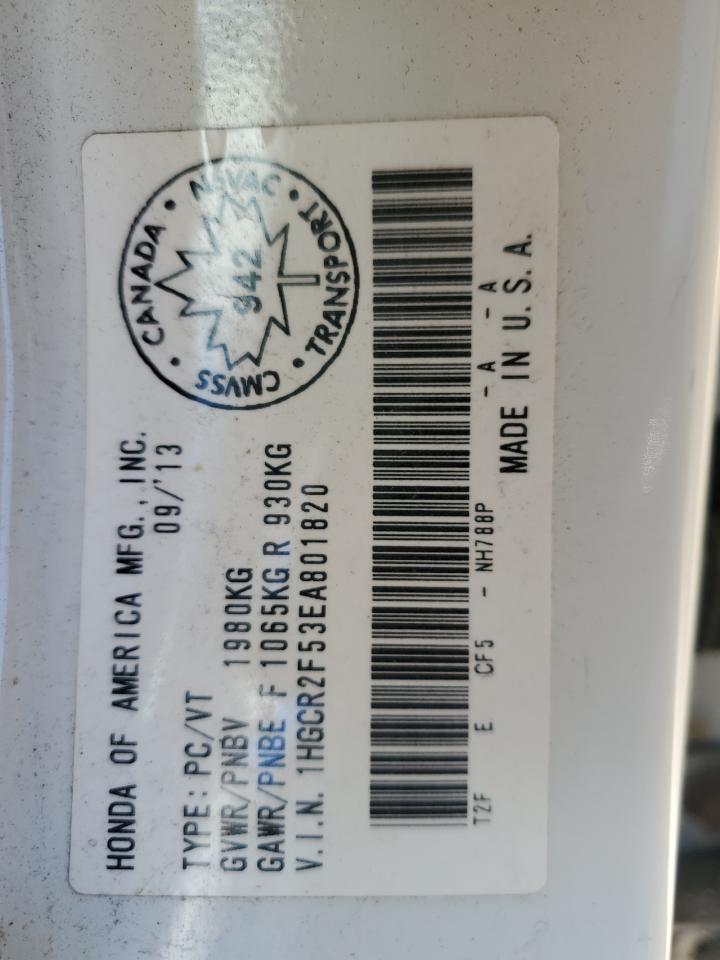 HONDA OF AMERICA MFG., INC.
09/'13
TYPE: PC/VT
GVWR/PNBV 1980KG
GAWR/PNBE F 1065KG R 930KG
V.I.N. 1HGCR2F53EA801820
CANADA • NSVAC • TRANSPORT • CMVSS •
942
T2F E CF5 - NH788P - A - A
MADE IN U.S.A.